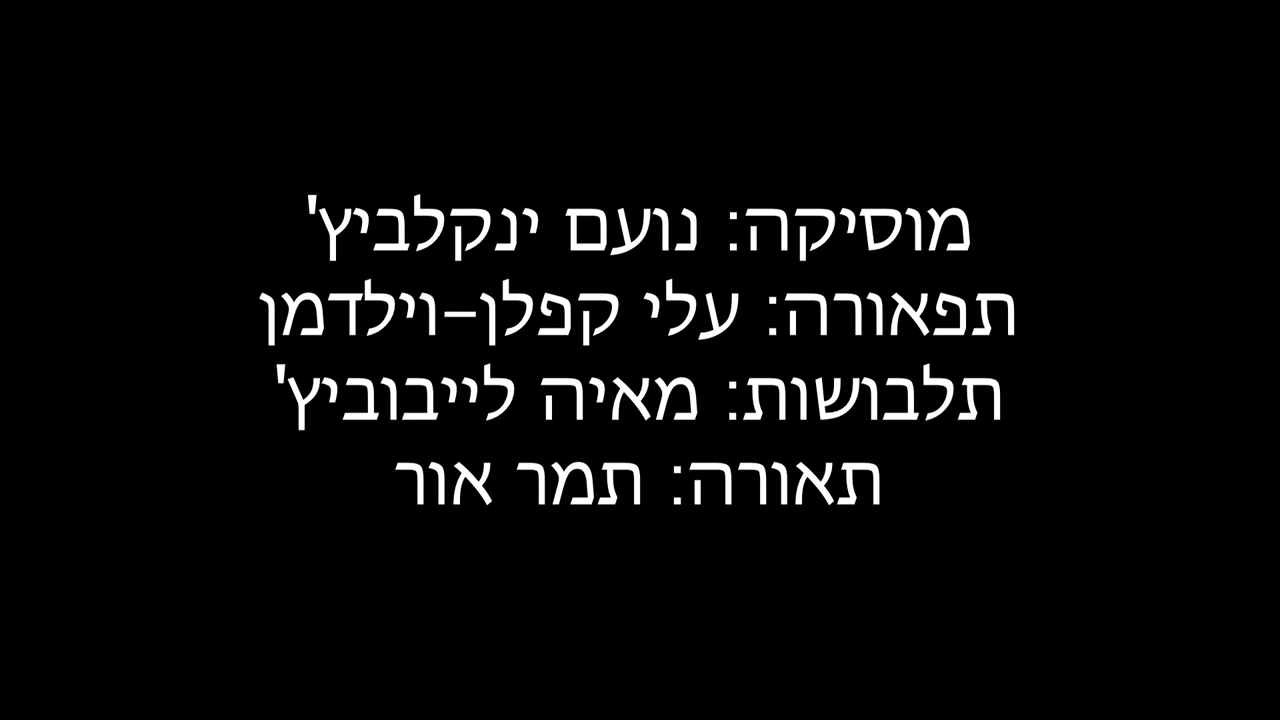 מוסיקה: נועם ינקלביץ'
תפאורה: עלי קפלן-וילדמן
תלבושות: מאיה לייבוביץ'
תאורה: תמר אור